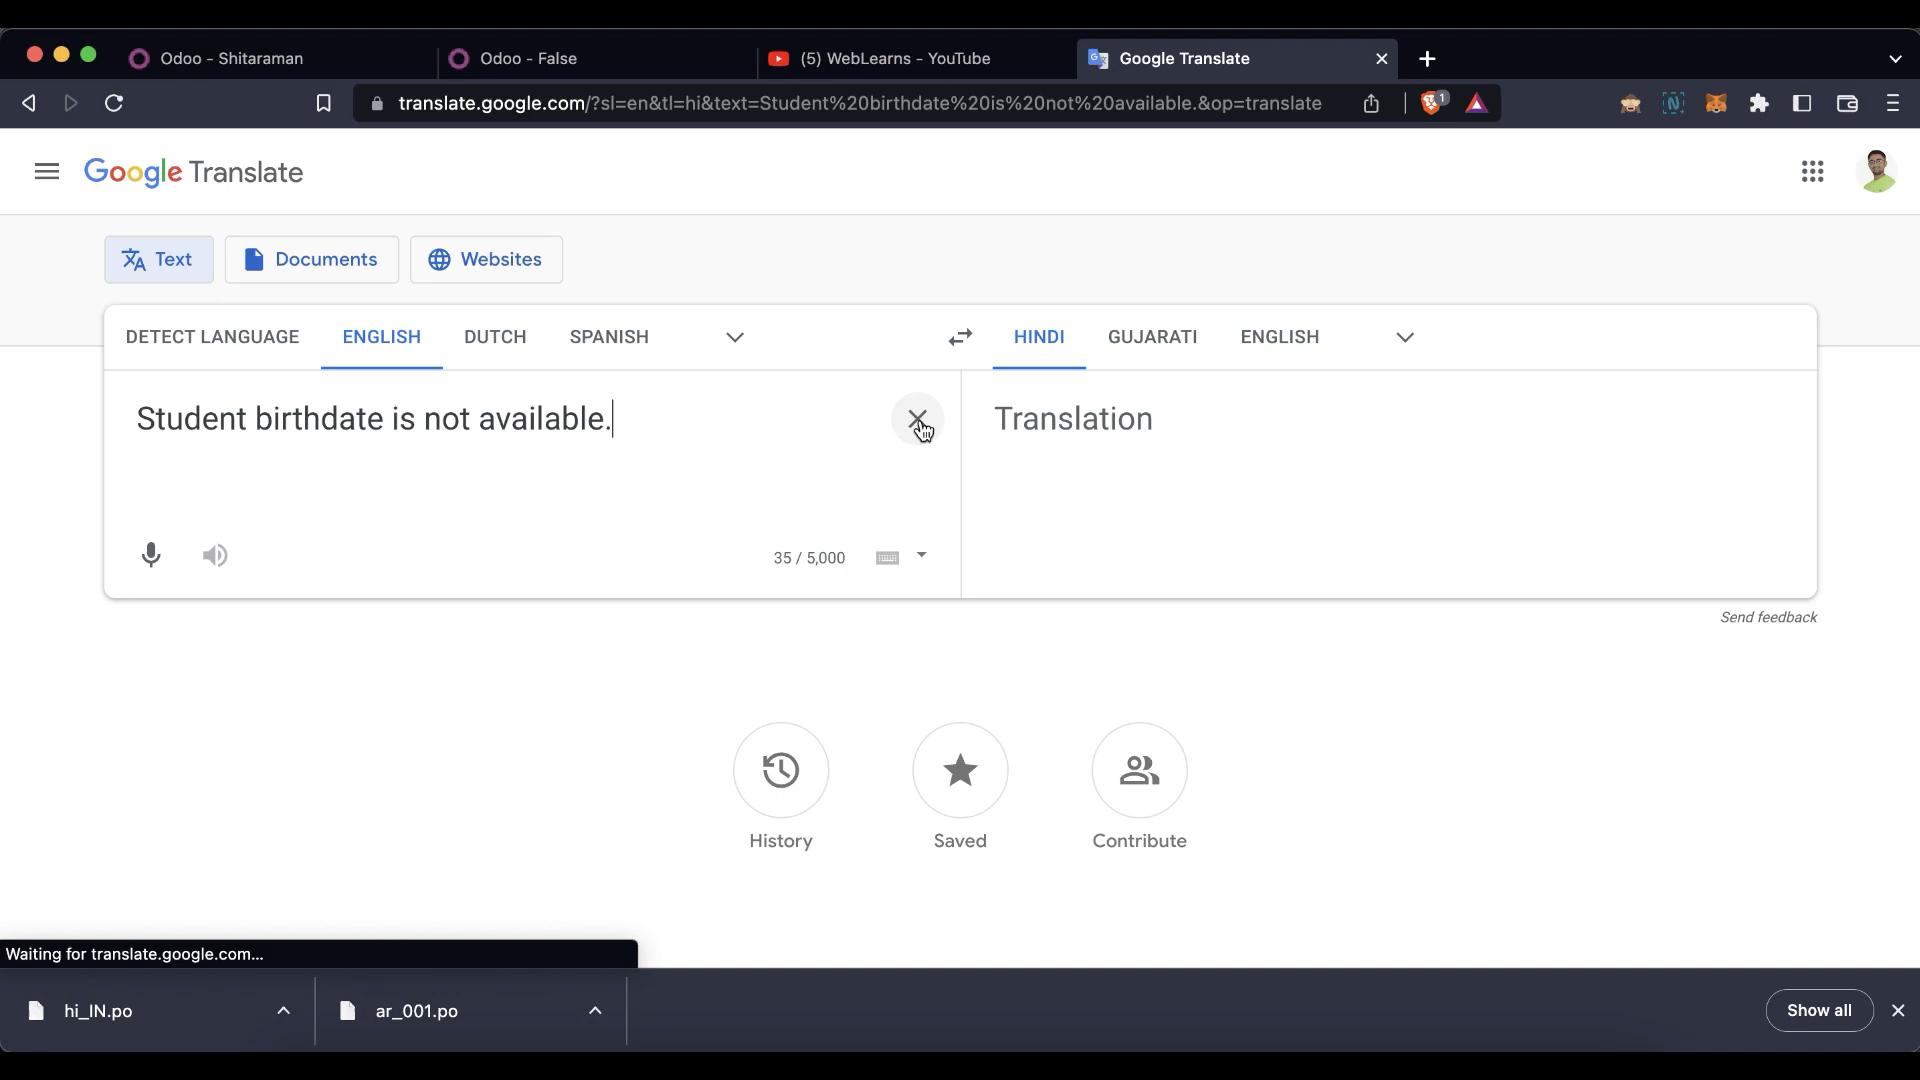 Odoo - Shitaraman
Odoo - False
(5) WebLearns - YouTube
Google Translate
translate.google.com/?sl=en&tl=hi&text=Student%20birthdate%20is%20not%20available.&op=translate
1
Google Translate
Text
Documents
Websites
DETECT LANGUAGE
ENGLISH
DUTCH
SPANISH
HINDI
GUJARATI
ENGLISH
Student birthdate is not available.
Translation
35 / 5,000
Send feedback
History
Saved
Contribute
Waiting for translate.google.com...
hi_IN.po
ar_001.po
Show all